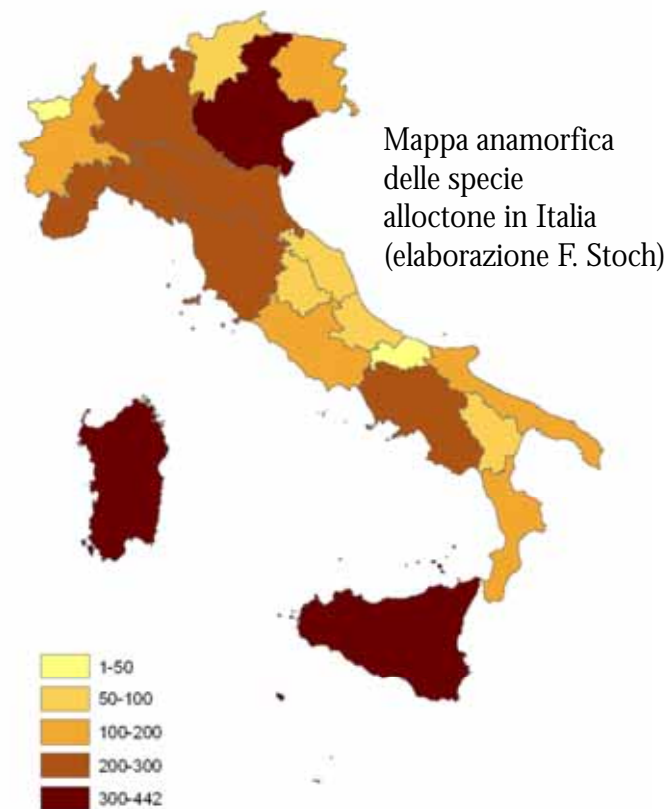 Mappa anamorfica
delle specie
alloctone in Italia
(elaborazione F. Stoch)
1-50
50-100
100-200
200-300
300-442